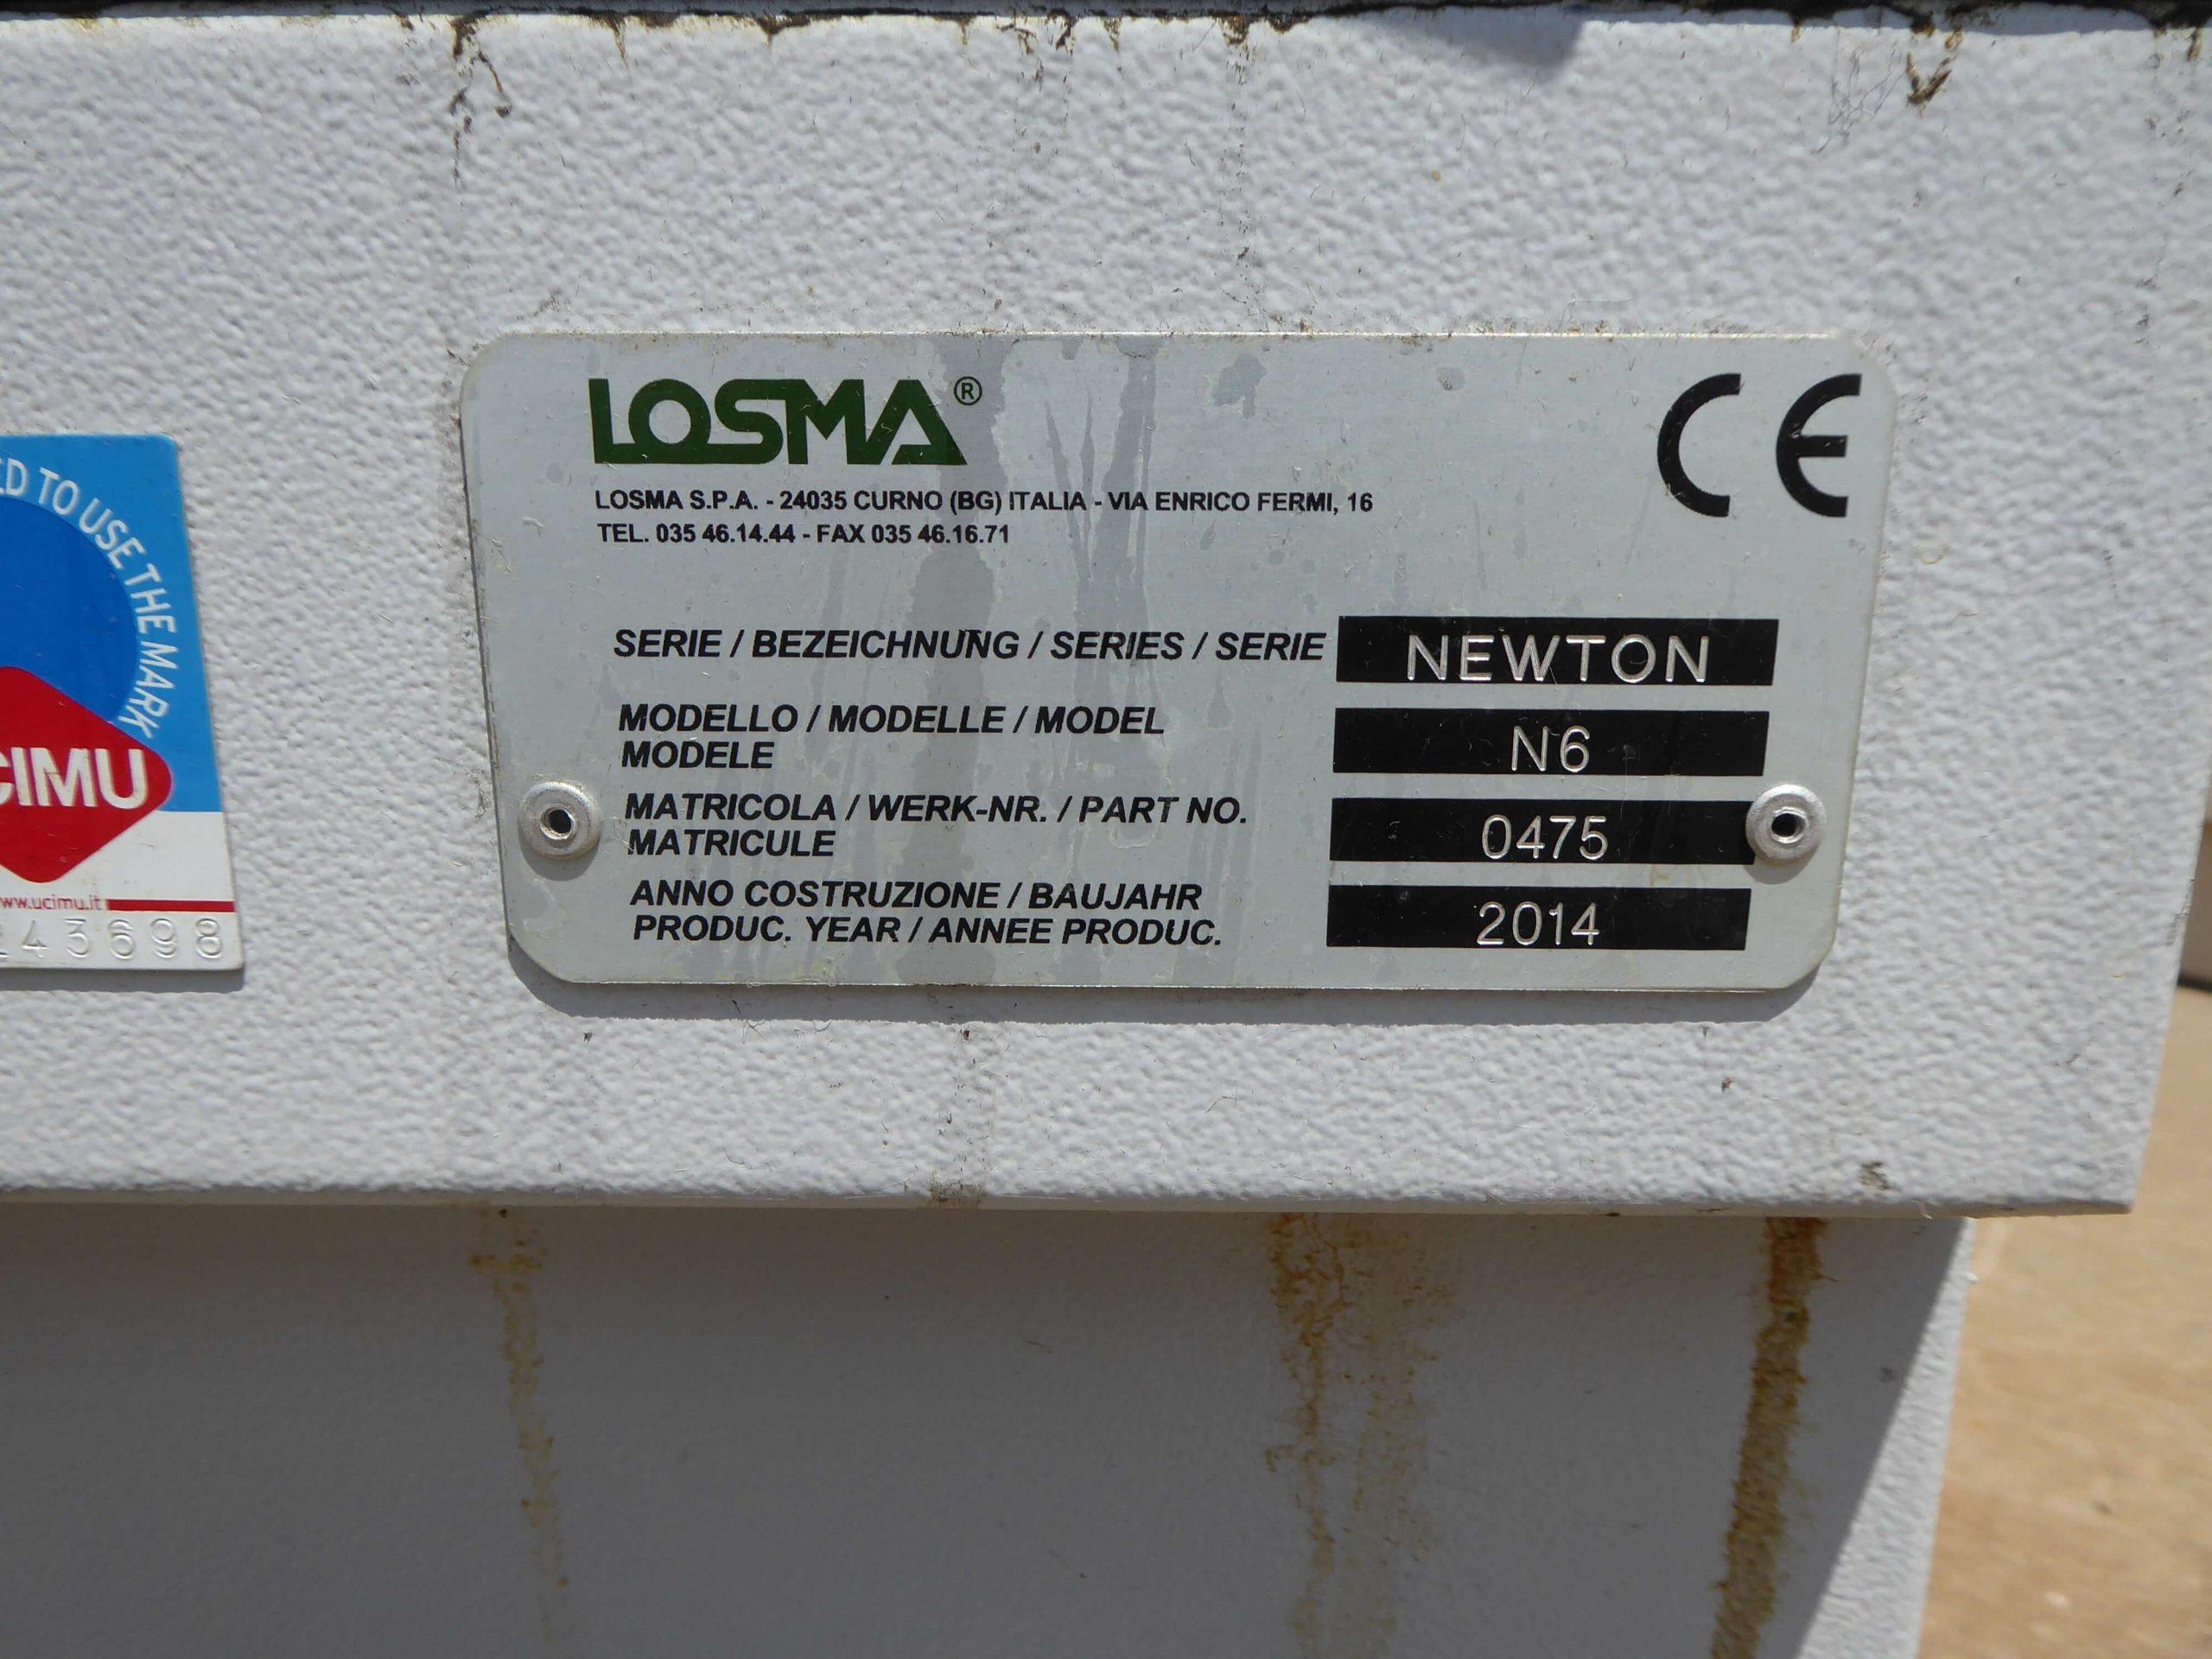 LOSMA®
CE
LOSMA S.P.A. - 24035 CURNO (BG) ITALIA - VIA ENRICO FERMI, 16
TEL. 035 46.14.44 - FAX 035 46.16.71
SERIE / BEZEICHNUNG / SERIES / SERIE NEWTON
MODELLO / MODELLE / MODEL N6
MODELE
MATRICOLA / WERK-NR. / PART NO. 0475
MATRICULE
ANNO COSTRUZIONE / BAUJAHR 2014
PRODUC. YEAR / ANNEE PRODUC.
TO USE THE MARK
CIMU
ww.ucimu.it
43698